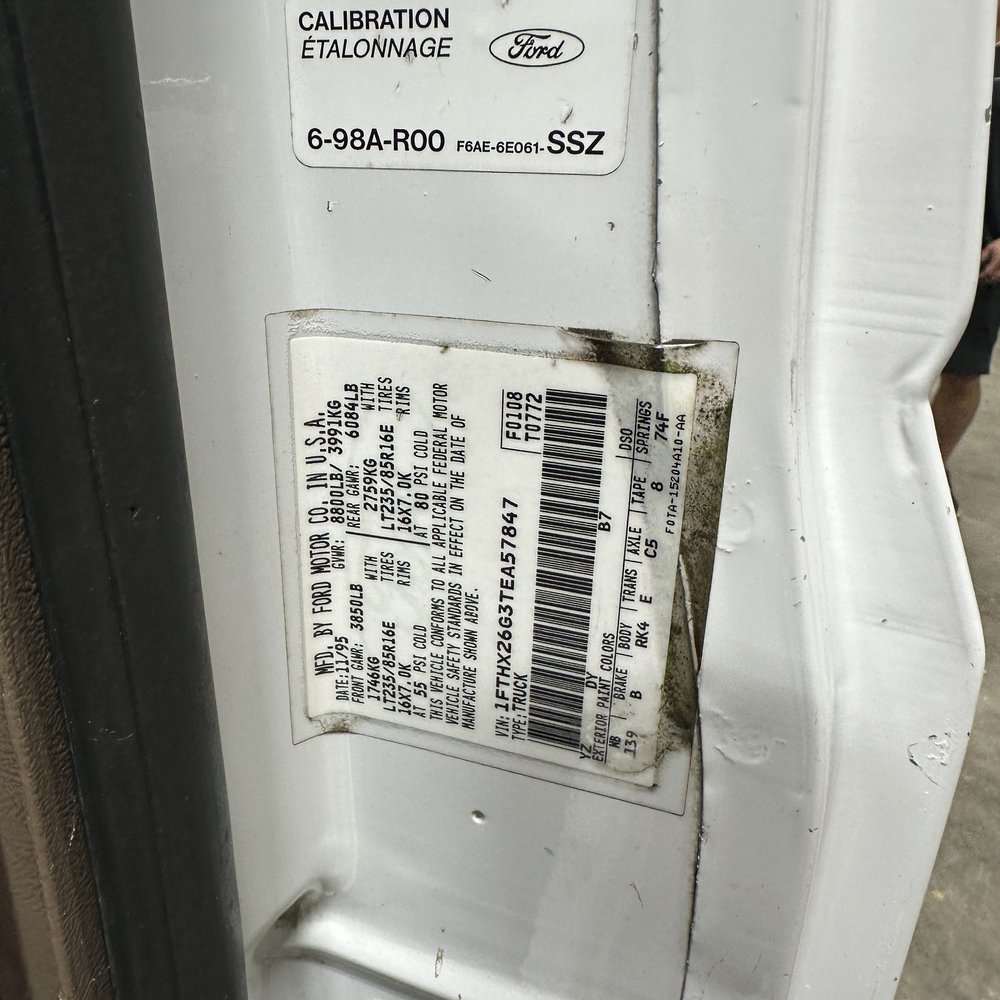 CALIBRATION
ÉTALONNAGE
Ford
6-98A-R00 F6AE-6E061-SSZ
MFD. BY FORD MOTOR CO. IN U.S.A.
DATE: 11/95 GVWR: 8800LB/ 3991KG
FRONT GAWR: 3850LB REAR GAWR: 6084LB
1746KG WITH 2759KG WITH
LT235/85R16E TIRES LT235/85R16E TIRES
16X7.0K RIMS 16X7.0K RIMS
AT 55 PSI COLD AT 80 PSI COLD
THIS VEHICLE CONFORMS TO ALL APPLICABLE FEDERAL MOTOR
VEHICLE SAFETY STANDARDS IN EFFECT ON THE DATE OF
MANUFACTURE SHOWN ABOVE.
VIN: 1FTHX26G3TEA57847 F0108
TYPE: TRUCK T0772
YZ DY B7
EXTERIOR PAINT COLORS DSO
WB BRAKE BODY TRANS AXLE TAPE SPRINGS
139 B RK4 E C5 8 74F
F0TA-15204A10-AA